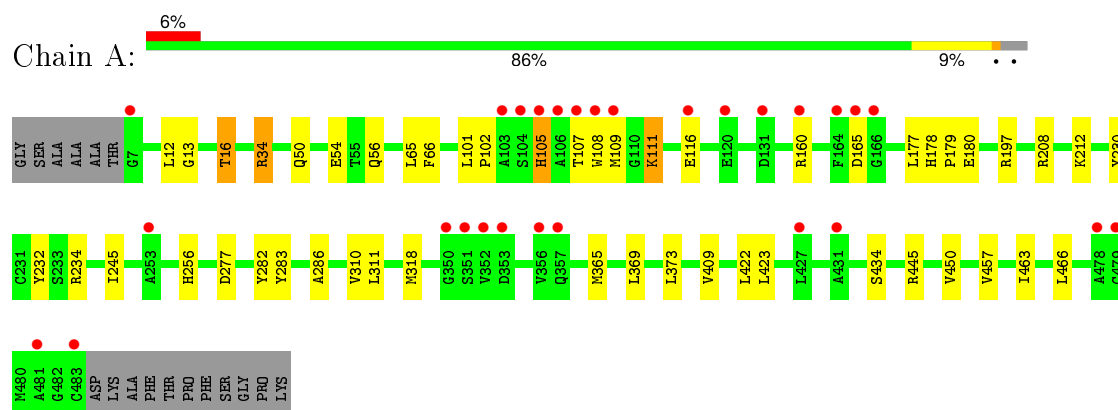 6%
Chain A:
86% 9% • •
GLY SER ALA ALA ALA THR G7 L12 G13 T16 R34 Q50 E54 T55 Q56 L65 F66 L101 P102 A103 S104 H105 A106 T107 W108 M109 G110 K111 E116 E120 D131 R160 F164 D165 G166 L177 H178 P179 E180 R197 R208 K212 Y230
C231 Y232 S233 R234 I245 A253 H256 D277 Y282 Y283 A286 V310 L311 M318 G350 S351 V352 D353 V356 Q357 M365 L369 L373 V409 L422 L423 L427 A431 S434 R445 V450 V457 I463 L466 A478
M480 A481 G482 C483 ASP LYS ALA PHE THR PRO PHE SER GLY PRO LYS